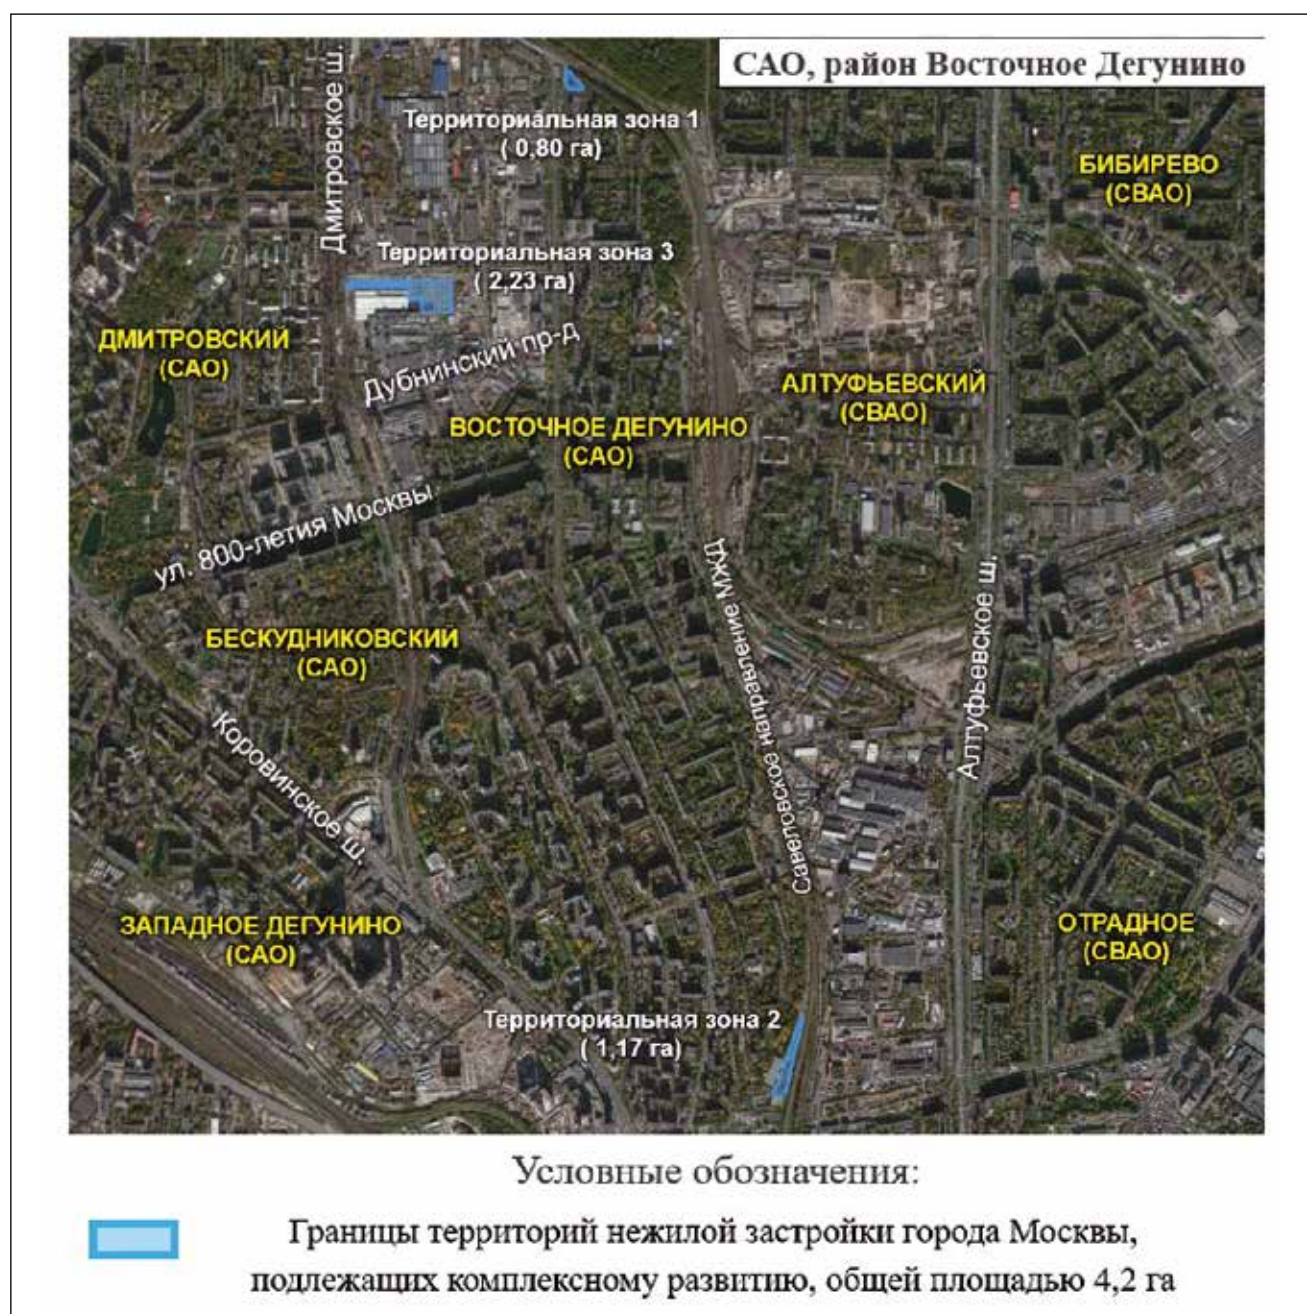 САО, район Восточное Дегунино
Дмитровское ш.
Территориальная зона 1
( 0,80 га)
БИБИРЕВО
(СВАО)
Территориальная зона 3
( 2,23 га)
ДМИТРОВСКИЙ
(САО)
Дубнинский пр-д
АЛТУФЬЕВСКИЙ
(СВАО)
ВОСТОЧНОЕ ДЕГУНИНО
(САО)
ул. 800-летия Москвы
Савеловское направление МЖД
Алтуфьевское ш.
БЕСКУДНИКОВСКИЙ
(САО)
Коровинское ш.
ЗАПАДНОЕ ДЕГУНИНО
(САО)
ОТРАДНОЕ
(СВАО)
Территориальная зона 2
( 1,17 га)
Условные обозначения:
Границы территорий нежилой застройки города Москвы,
подлежащих комплексному развитию, общей площадью 4,2 га